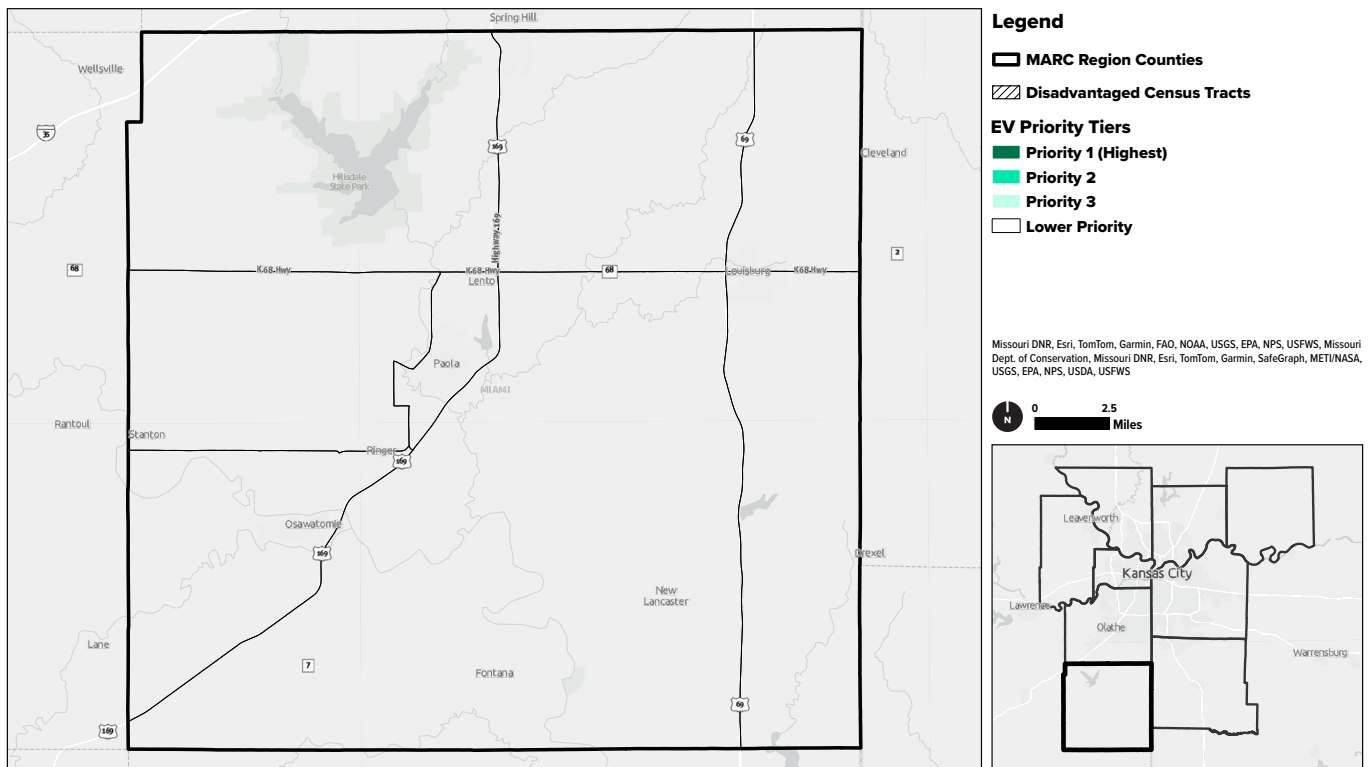 Spring Hill
Wellsville
35
169
69
Cleveland
Hillsdale
State Park
Highway 169
2
68
K68 Hwy
K68 Hwy
68
Louisburg
K68 Hwy
Lento
Paola
MIAMI
Rantoul
Stanton
Ringer
169
Osawatomie
169
Drexel
New
Lancaster
Lane
7
Fontana
169
69
Legend
MARC Region Counties
Disadvantaged Census Tracts
EV Priority Tiers
Priority 1 (Highest)
Priority 2
Priority 3
Lower Priority
Missouri DNR, Esri, TomTom, Garmin, FAO, NOAA, USGS, EPA, NPS, USFWS, Missouri
Dept. of Conservation, Missouri DNR, Esri, TomTom, Garmin, SafeGraph, METI/NASA,
USGS, EPA, NPS, USDA, USFWS
N
0 2.5
Miles
Leavenworth
Kansas City
Lawrence
Olathe
Warrensburg